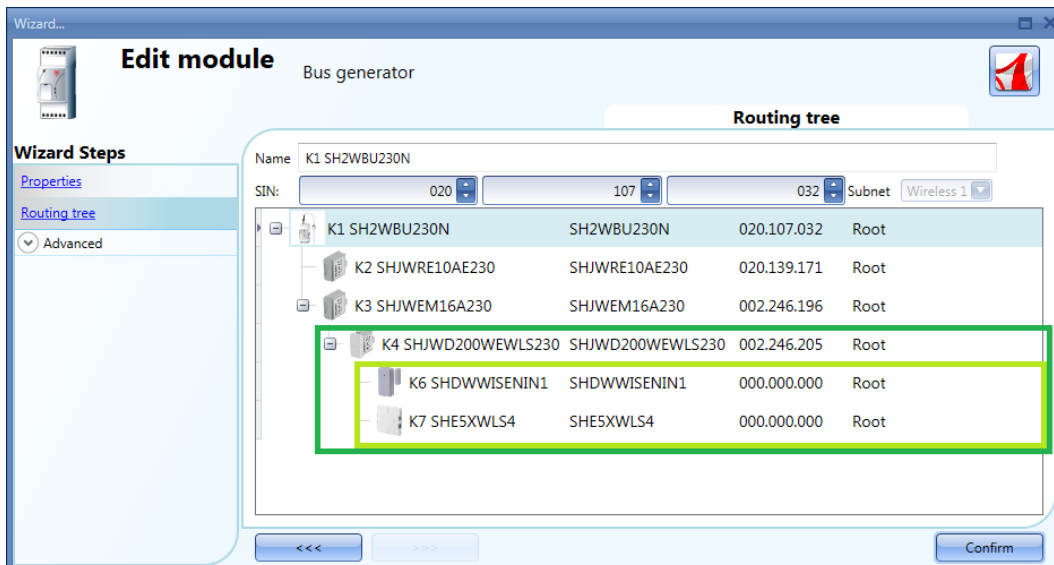 Wizard...
Edit module
Bus generator
Routing tree
Wizard Steps
Properties
Routing tree
Advanced
Name K1 SH2WBU230N
SIN: 020 107 032 Subnet Wireless 1
K1 SH2WBU230N SH2WBU230N 020.107.032 Root
K2 SHJWRE10AE230 SHJWRE10AE230 020.139.171 Root
K3 SHJWEM16A230 SHJWEM16A230 002.246.196 Root
K4 SHJWD200WEWLS230 SHJWD200WEWLS230 002.246.205 Root
K6 SHDWWISENIN1 SHDWWISENIN1 000.000.000 Root
K7 SHE5XWLS4 SHE5XWLS4 000.000.000 Root
<<< >>> Confirm